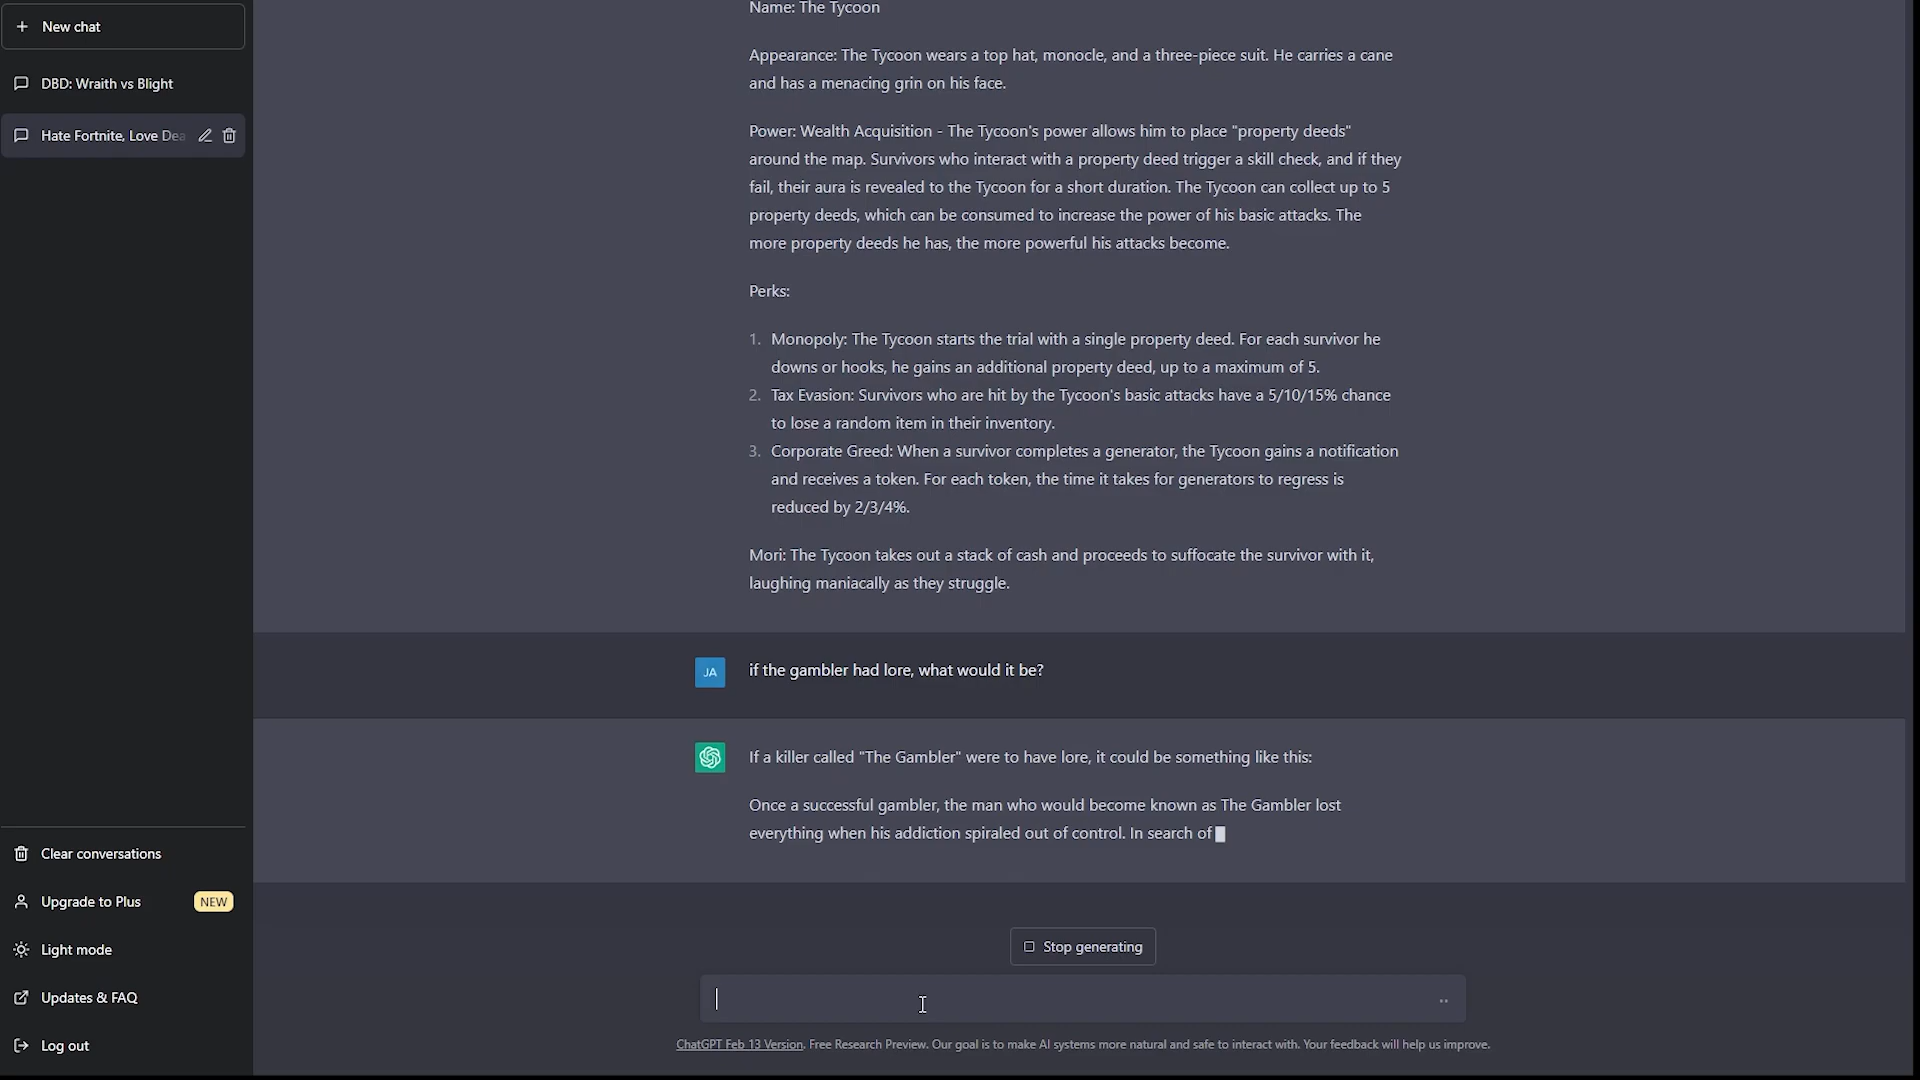 New chat
DBD: Wraith vs Blight
Hate Fortnite, Love Dea
Clear conversations
Upgrade to Plus
NEW
Light mode
Updates & FAQ
Log out
Name: The Tycoon
Appearance: The Tycoon wears a top hat, monocle, and a three-piece suit. He carries a cane
and has a menacing grin on his face.
Power: Wealth Acquisition - The Tycoon's power allows him to place "property deeds"
around the map. Survivors who interact with a property deed trigger a skill check, and if they
fail, their aura is revealed to the Tycoon for a short duration. The Tycoon can collect up to 5
property deeds, which can be consumed to increase the power of his basic attacks. The
more property deeds he has, the more powerful his attacks become.
Perks:
1. Monopoly: The Tycoon starts the trial with a single property deed. For each survivor he
downs or hooks, he gains an additional property deed, up to a maximum of 5.
2. Tax Evasion: Survivors who are hit by the Tycoon's basic attacks have a 5/10/15% chance
to lose a random item in their inventory.
3. Corporate Greed: When a survivor completes a generator, the Tycoon gains a notification
and receives a token. For each token, the time it takes for generators to regress is
reduced by 2/3/4%.
Mori: The Tycoon takes out a stack of cash and proceeds to suffocate the survivor with it,
laughing maniacally as they struggle.
JA
if the gambler had lore, what would it be?
If a killer called "The Gambler" were to have lore, it could be something like this:
Once a successful gambler, the man who would become known as The Gambler lost
everything when his addiction spiraled out of control. In search of
Stop generating
ChatGPT Feb 13 Version. Free Research Preview. Our goal is to make AI systems more natural and safe to interact with. Your feedback will help us improve.